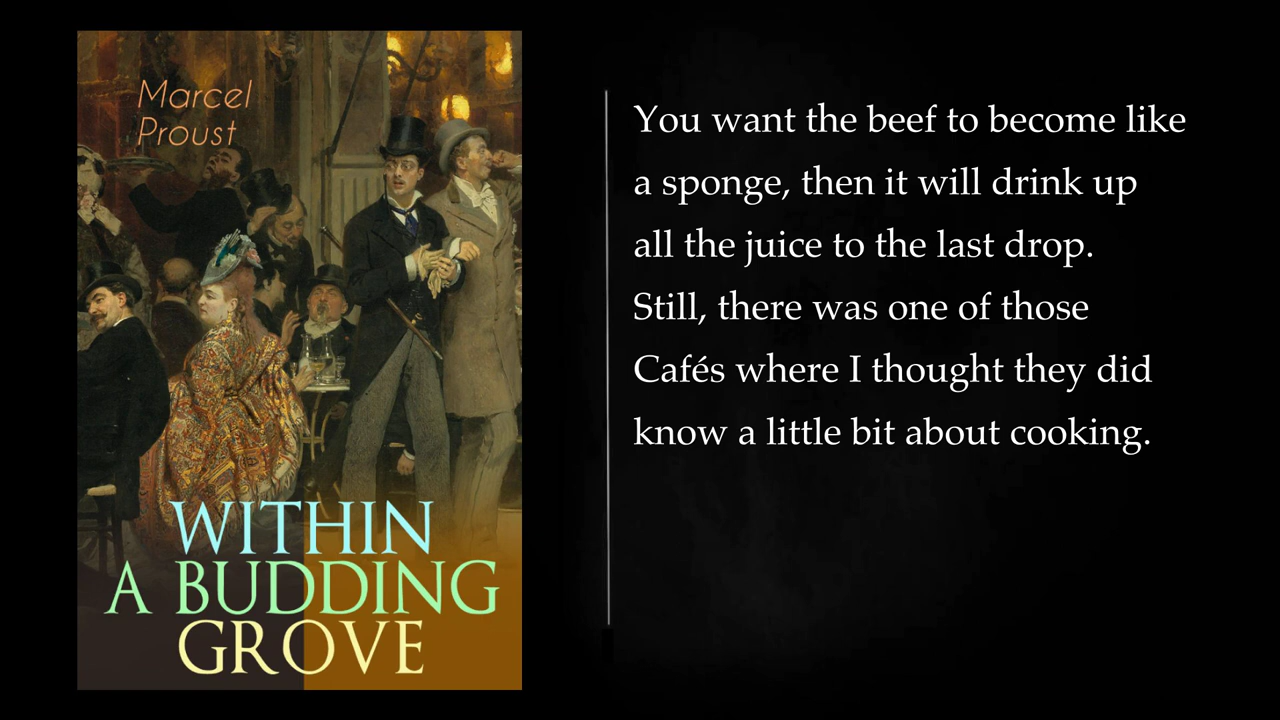 Marcel
Proust
WITHIN
A BUDDING
GROVE
You want the beef to become like
a sponge, then it will drink up
all the juice to the last drop.
Still, there was one of those
Cafés where I thought they did
know a little bit about cooking.